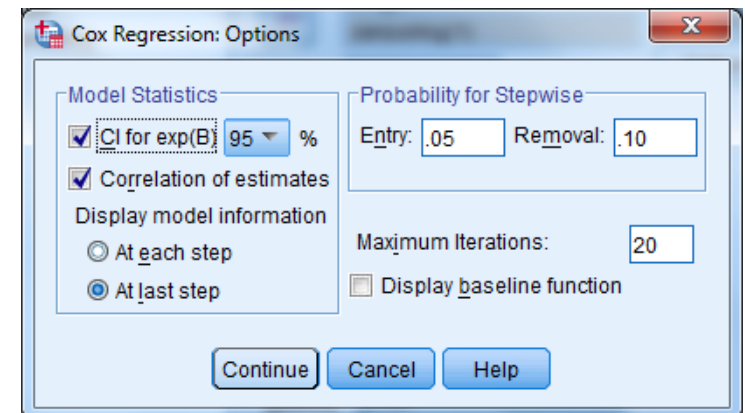 Cox Regression: Options
Model Statistics
CI for exp(B) 95 %
Correlation of estimates
Display model information
At each step
At last step
Probability for Stepwise
Entry: .05 Removal: .10
Maximum Iterations: 20
Display baseline function
Continue Cancel Help